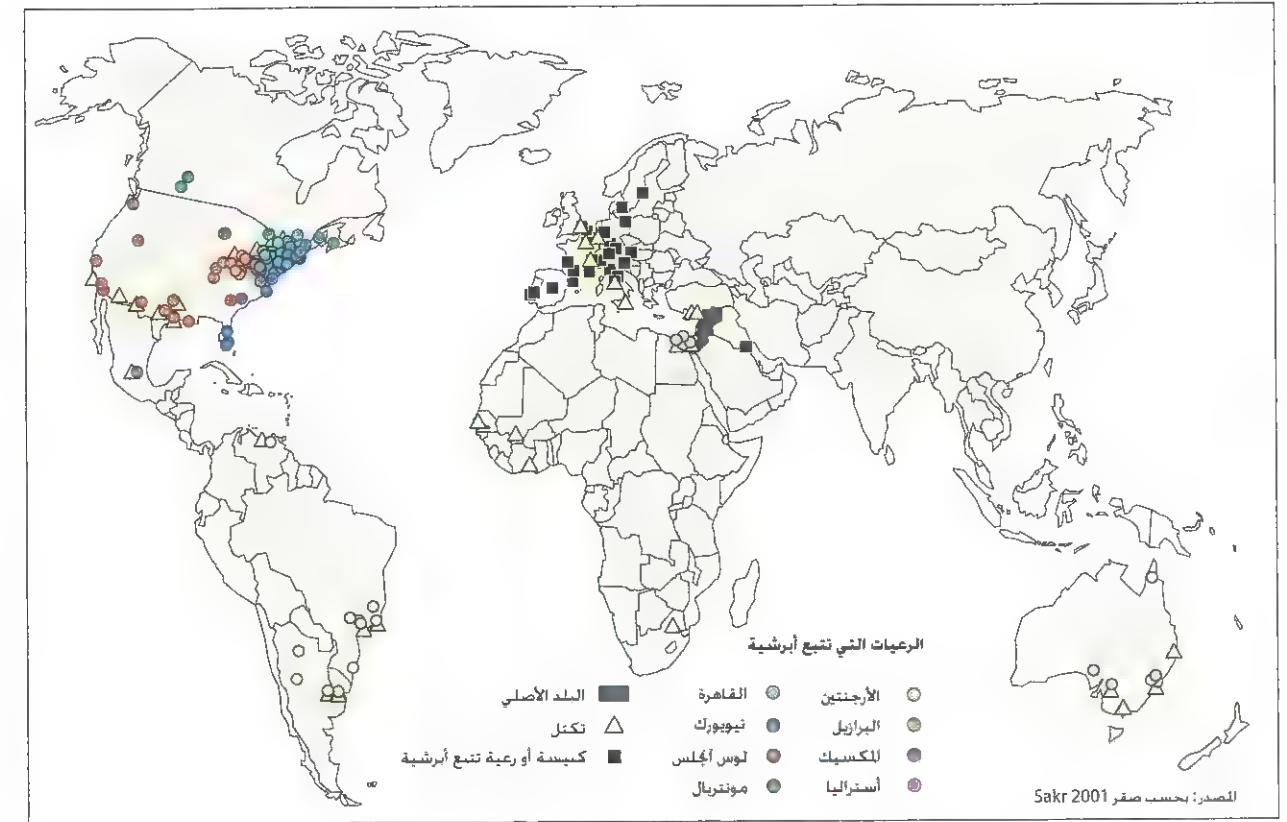 الرعيات التي تتبع أبرشية
الأرجنتين
البرازيل
المكسيك
أستراليا
القاهرة
نيويورك
لوس آنجلس
مونتريال
البلد الأصلي
تكتل
كنيسة أو رعية تتبع أبرشية
المصدر: بحسب صقر Sakr 2001